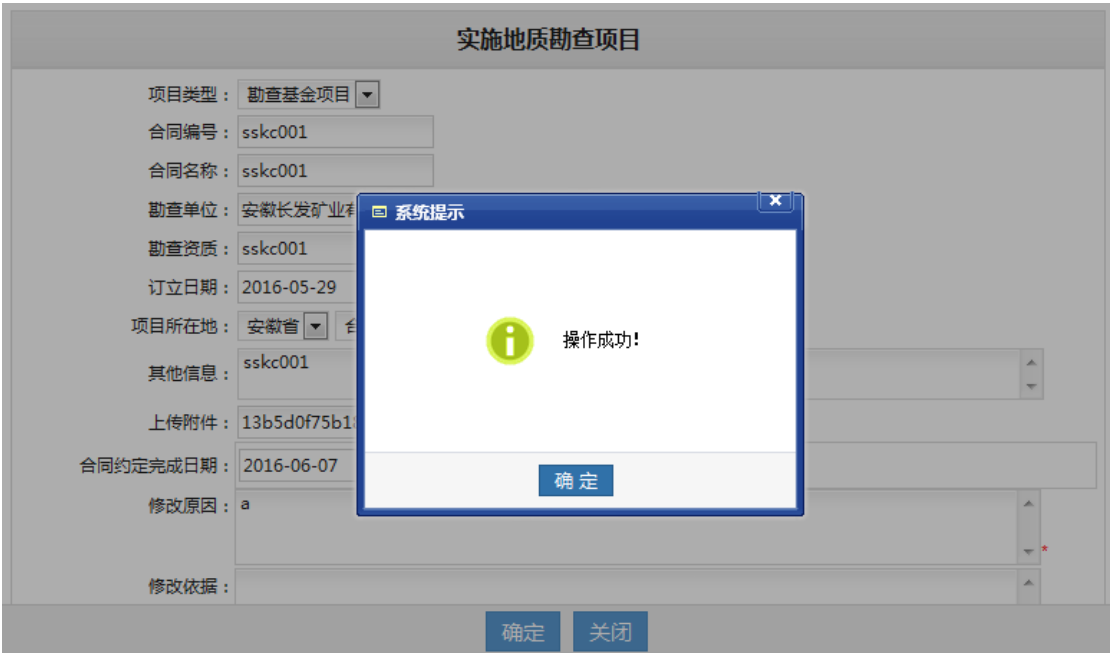 实施地质勘查项目
项目类型： 勘查基金项目
合同编号： sskc001
合同名称： sskc001
勘查单位： 安徽长发矿业
系统提示
勘查资质： sskc001
订立日期： 2016-05-29
项目所在地： 安徽省
操作成功!
其他信息： sskc001
上传附件： 13b5d0f75b1
合同约定完成日期： 2016-06-07
确 定
修改原因： a
*
修改依据：
确定 关闭